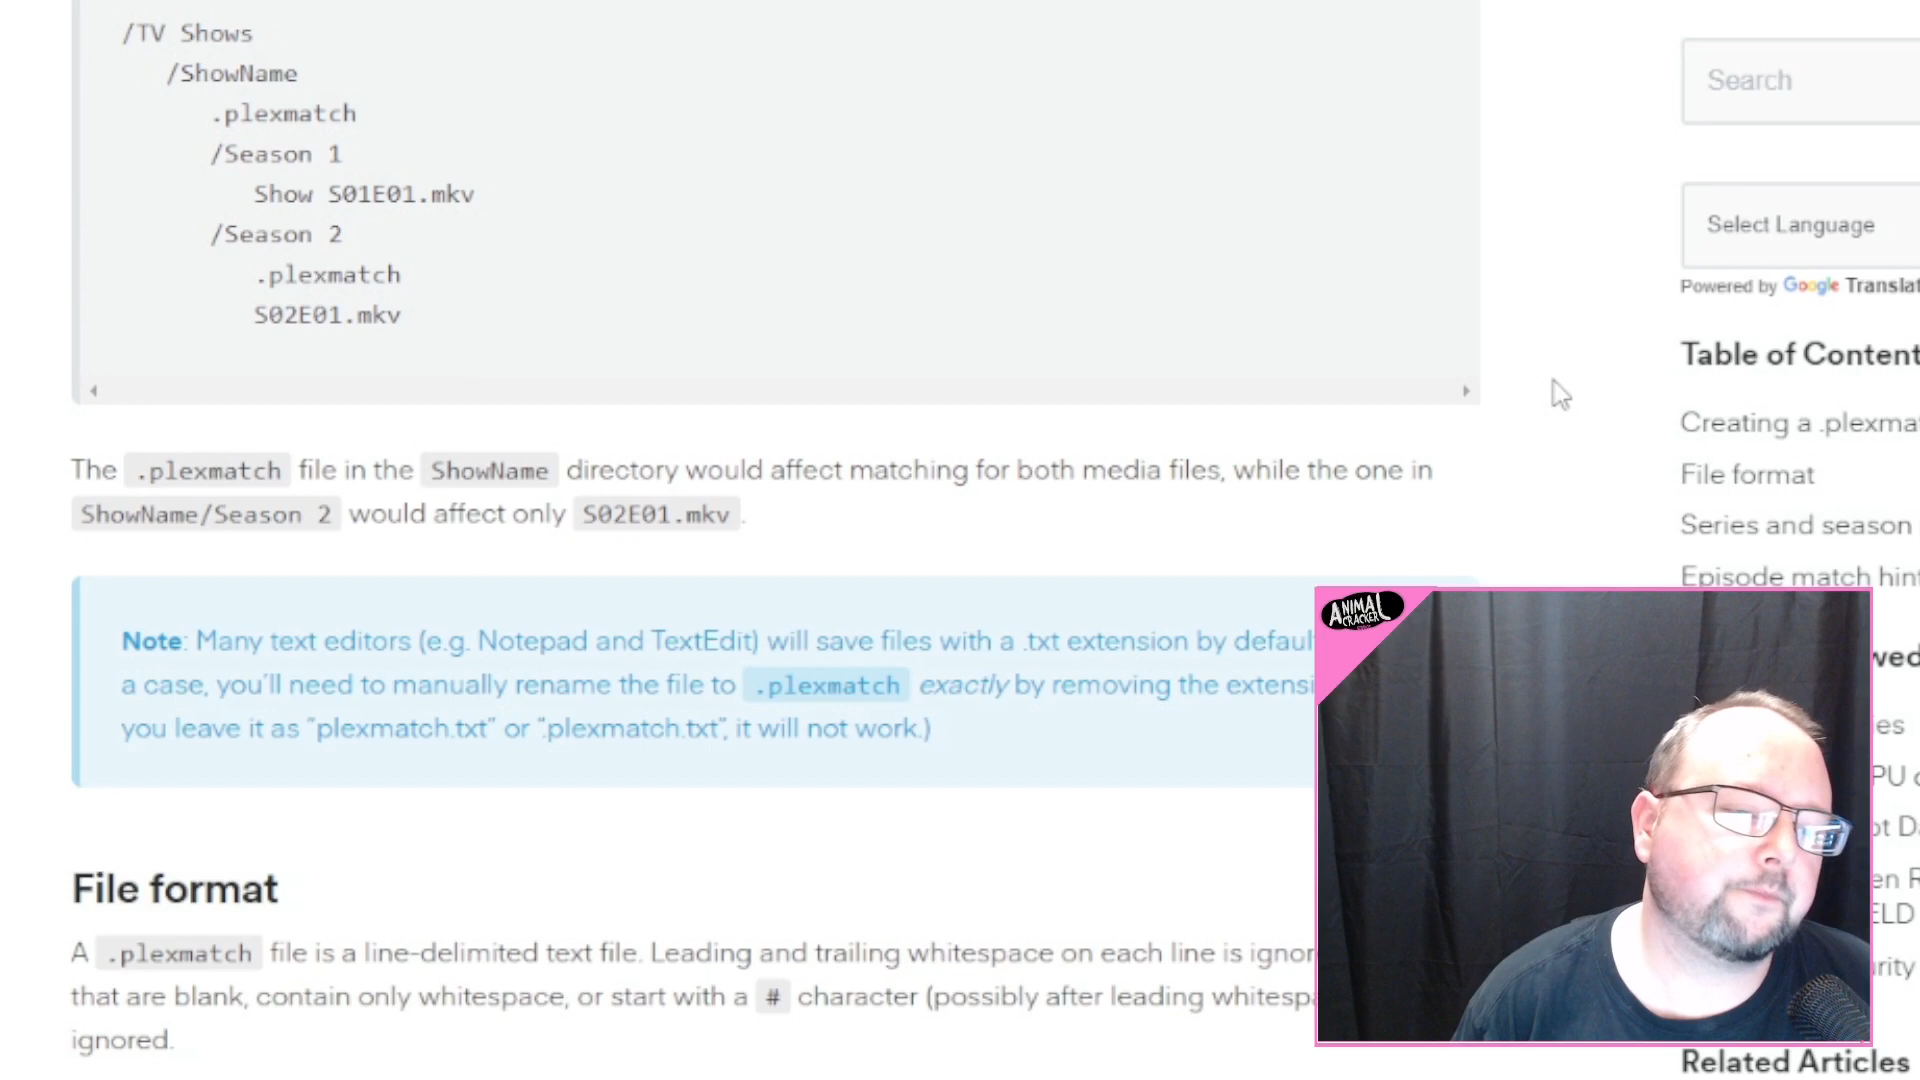 /TV Shows
/ShowName
.plexmatch
/Season 1
Show S01E01.mkv
/Season 2
.plexmatch
S02E01.mkv
The .plexmatch file in the ShowName directory would affect matching for both media files, while the one in
ShowName/Season 2 would affect only S02E01.mkv.
Note: Many text editors (e.g. Notepad and TextEdit) will save files with a .txt extension by defaul
a case, you'll need to manually rename the file to .plexmatch exactly by removing the extensi
you leave it as "plexmatch.txt" or ".plexmatch.txt", it will not work.)
File format
A .plexmatch file is a line-delimited text file. Leading and trailing whitespace on each line is ignor
that are blank, contain only whitespace, or start with a # character (possibly after leading whitesp
ignored.
Search
Select Language
Powered by Google Translat
Table of Content
Creating a .plexma
File format
Series and season
Episode match hin
wed
es
PU
ot D
en R
ELD
rity
Related Articles
ANIMAL
CRACKER